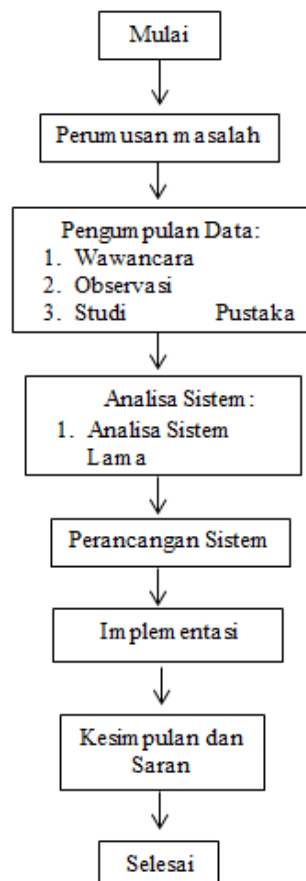 Mulai
Perumusan masalah
Pengumpulan Data:
1. Wawancara
2. Observasi
3. Studi Pustaka
Analisa Sistem:
1. Analisa Sistem
Lama
Perancangan Sistem
Implementasi
Kesimpulan dan
Saran
Selesai